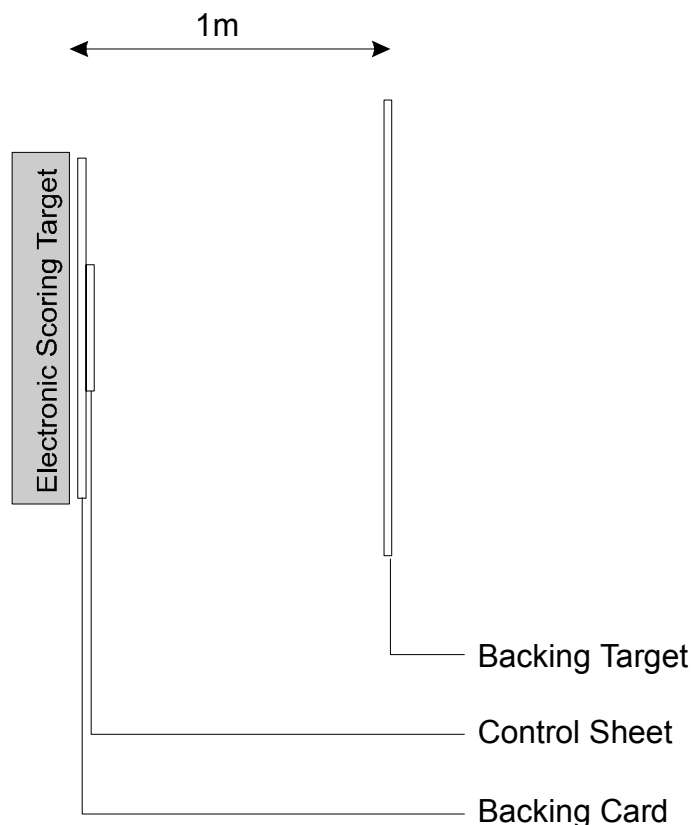 1m
Electronic Scoring Target
Backing Target
Control Sheet
Backing Card